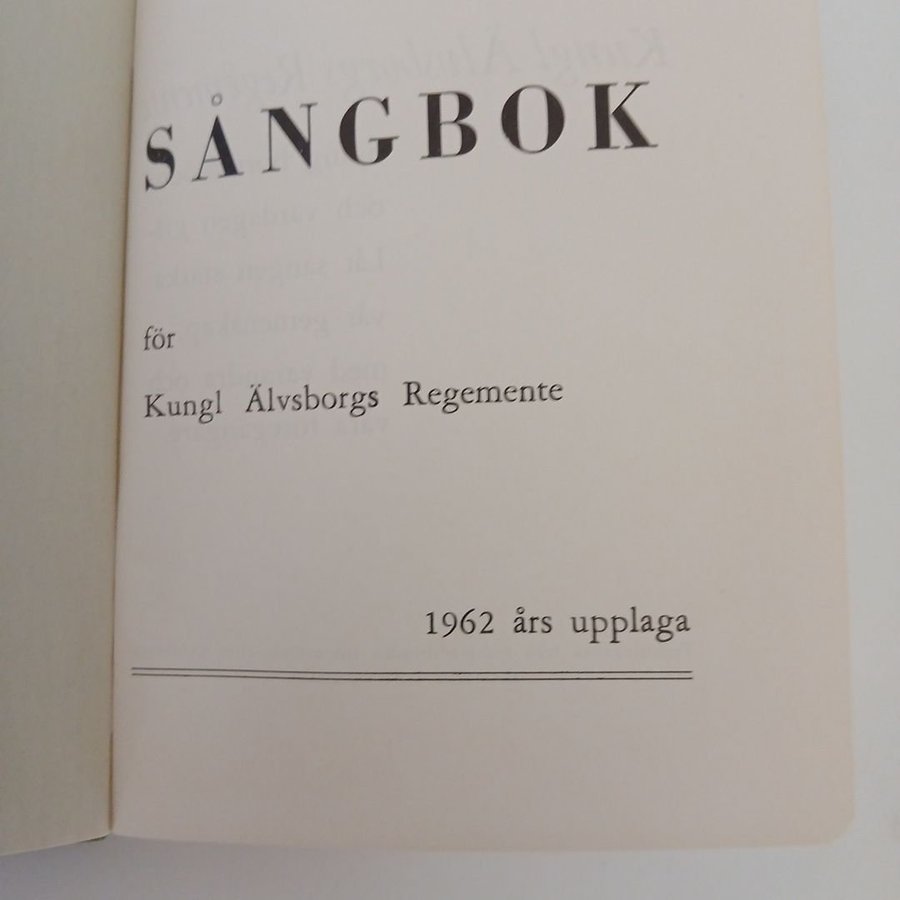 SÅNGBOK
för
Kungl Älvsborgs Regemente
1962 års upplaga